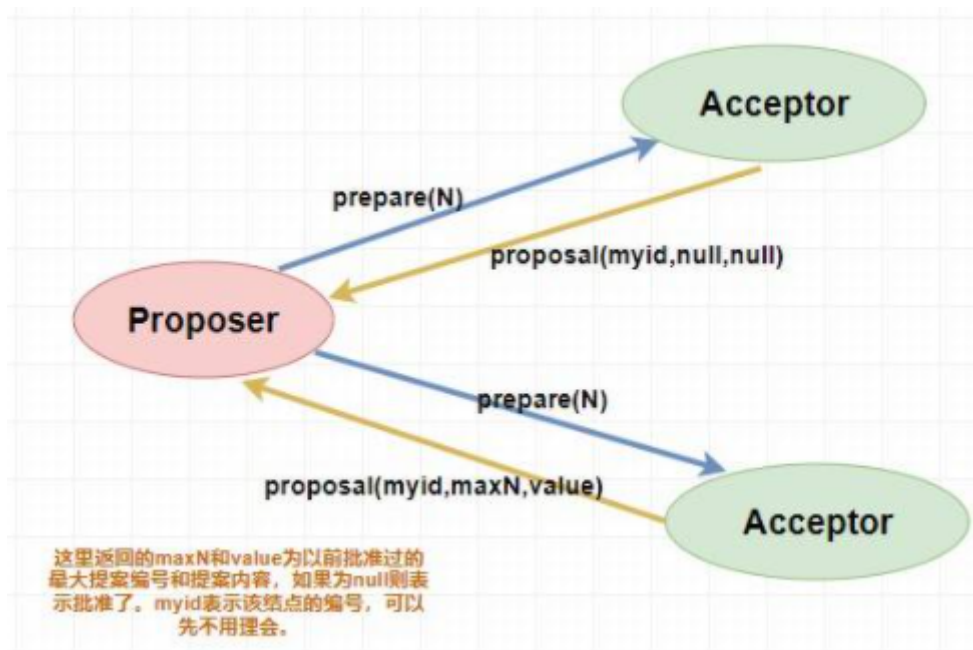 Acceptor
prepare(N)
proposal(myid,null,null)
Proposer
prepare(N)
proposal(myid,maxN,value)
Acceptor
这里返回的maxN和value为以前批准过的
最大提案编号和提案内容，如果为null则表
示批准了。myid表示该结点的编号，可以
先不用理会。